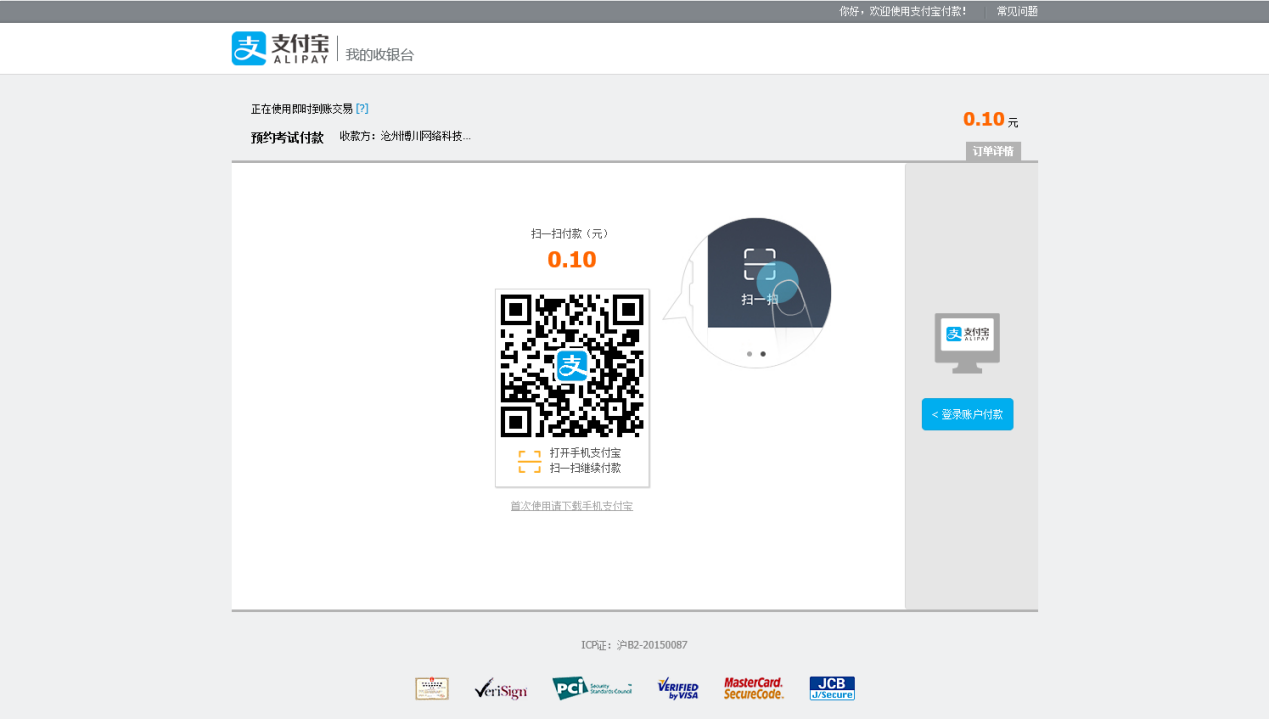 你好，欢迎使用支付宝付款！ 常见问题
支付宝 ALIPAY 我的收银台
正在使用即时到账交易 [?]
0.10 元
预约考试付款 收款方：沧州博川网络科技...
订单详情
扫一扫付款（元）
0.10
扫一扫
支
支付宝
ALIPAY
< 登录账户付款
打开手机支付宝
扫一扫继续付款
首次使用请下载手机支付宝
ICP证：沪B2-20150087
VeriSign
PCI Security Standards Council
VERIFIED by VISA
MasterCard. SecureCode.
JCB J/Secure